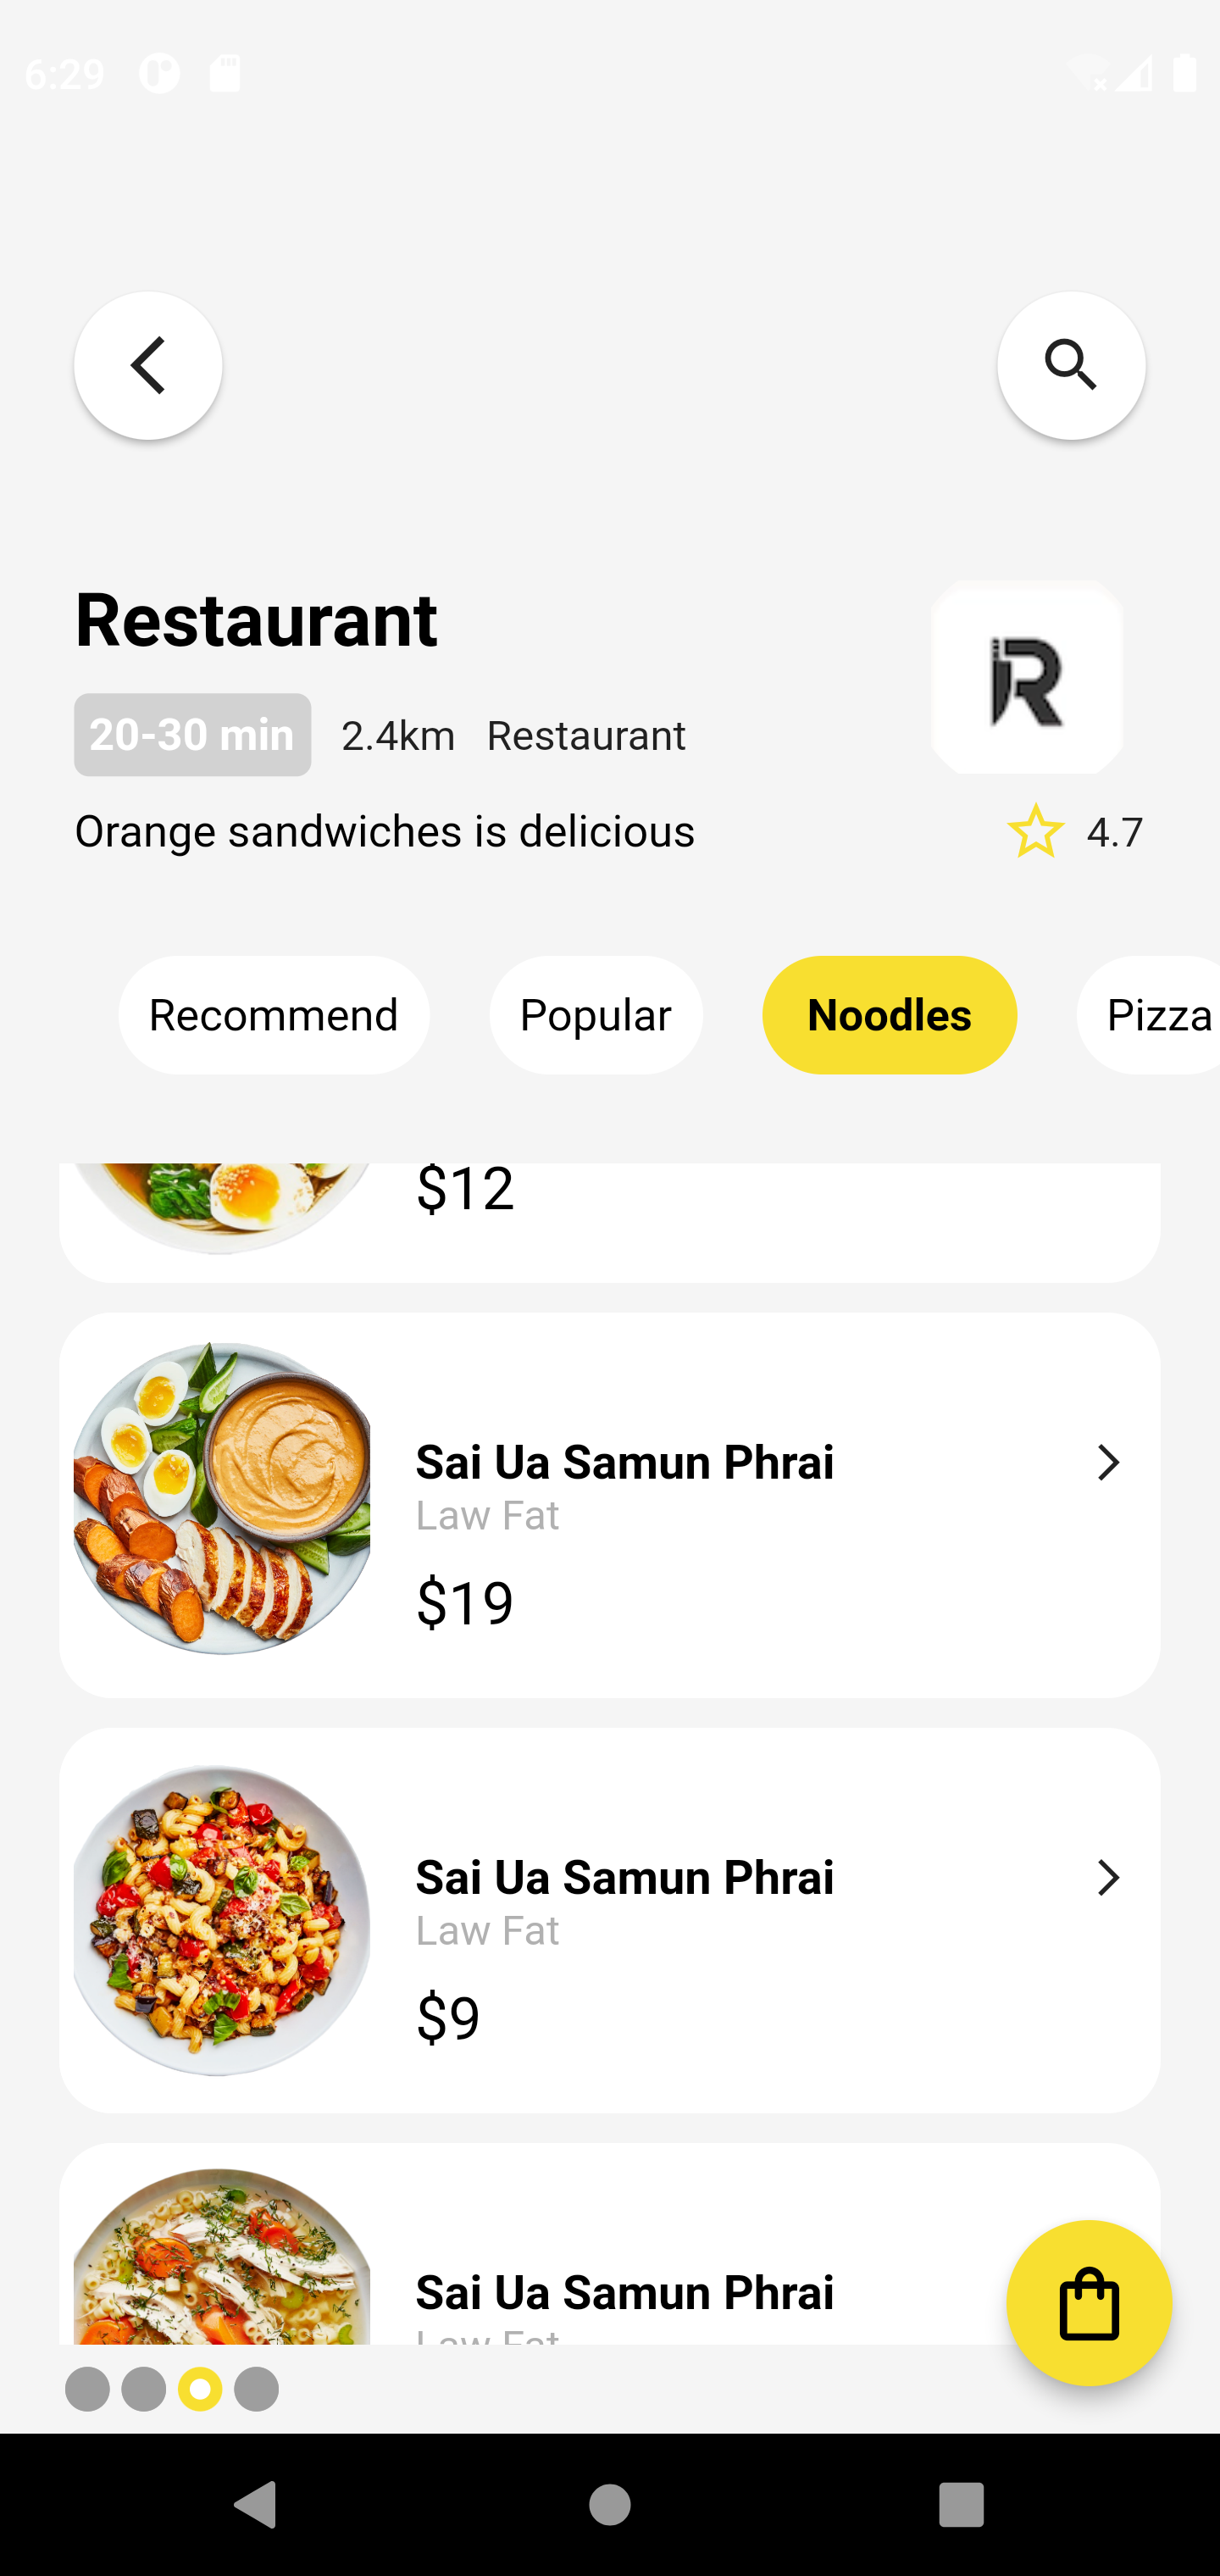 6:29
Restaurant
R
20-30 min 2.4km Restaurant
Orange sandwiches is delicious
4.7
Recommend Popular Noodles Pizza
$12
Sai Ua Samun Phrai
Law Fat
$19
Sai Ua Samun Phrai
Law Fat
$9
Sai Ua Samun Phrai
Law Fat